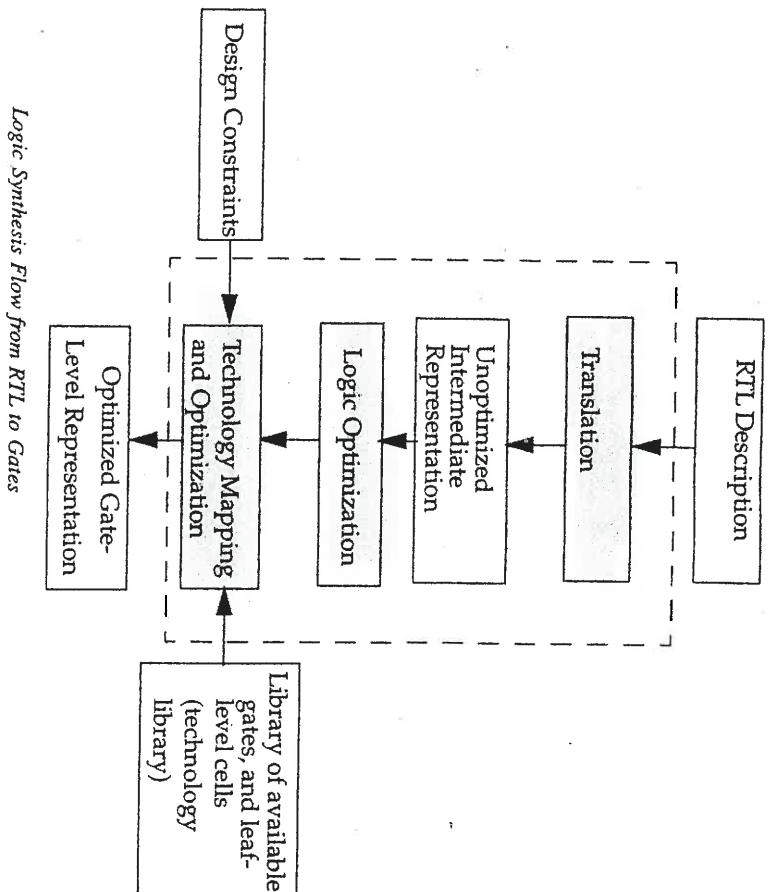 RTL Description
Translation
Unoptimized
Intermediate
Representation
Logic Optimization
Design Constraints
Technology Mapping
and Optimization
Library of available
gates, and leaf-
level cells
(technology
library)
Optimized Gate-
Level Representation
Logic Synthesis Flow from RTL to Gates